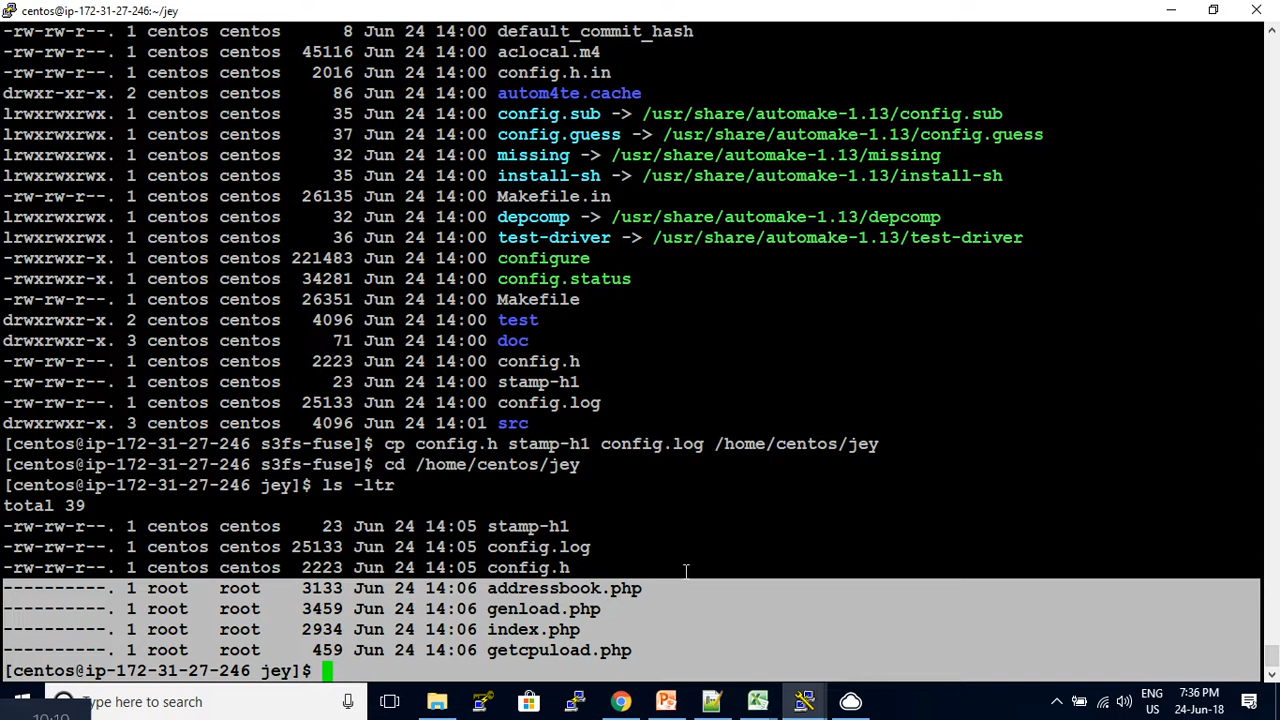 centos@ip-172-31-27-246:~/jey
-rw-rw-r--. 1 centos centos      8 Jun 24 14:00 default_commit_hash
-rw-rw-r--. 1 centos centos  45116 Jun 24 14:00 aclocal.m4
-rw-rw-r--. 1 centos centos   2016 Jun 24 14:00 config.h.in
drwxr-xr-x. 2 centos centos     86 Jun 24 14:00 autom4te.cache
lrwxrwxrwx. 1 centos centos     35 Jun 24 14:00 config.sub -> /usr/share/automake-1.13/config.sub
lrwxrwxrwx. 1 centos centos     37 Jun 24 14:00 config.guess -> /usr/share/automake-1.13/config.guess
lrwxrwxrwx. 1 centos centos     32 Jun 24 14:00 missing -> /usr/share/automake-1.13/missing
lrwxrwxrwx. 1 centos centos     35 Jun 24 14:00 install-sh -> /usr/share/automake-1.13/install-sh
-rw-rw-r--. 1 centos centos  26135 Jun 24 14:00 Makefile.in
lrwxrwxrwx. 1 centos centos     32 Jun 24 14:00 depcomp -> /usr/share/automake-1.13/depcomp
lrwxrwxrwx. 1 centos centos     36 Jun 24 14:00 test-driver -> /usr/share/automake-1.13/test-driver
-rwxrwxr-x. 1 centos centos 221483 Jun 24 14:00 configure
-rwxrwxr-x. 1 centos centos  34281 Jun 24 14:00 config.status
-rw-rw-r--. 1 centos centos  26351 Jun 24 14:00 Makefile
drwxrwxr-x. 2 centos centos   4096 Jun 24 14:00 test
drwxrwxr-x. 3 centos centos     71 Jun 24 14:00 doc
-rw-rw-r--. 1 centos centos   2223 Jun 24 14:00 config.h
-rw-rw-r--. 1 centos centos     23 Jun 24 14:00 stamp-h1
-rw-rw-r--. 1 centos centos  25133 Jun 24 14:00 config.log
drwxrwxr-x. 3 centos centos   4096 Jun 24 14:01 src
[centos@ip-172-31-27-246 s3fs-fuse]$ cp config.h stamp-h1 config.log /home/centos/jey
[centos@ip-172-31-27-246 s3fs-fuse]$ cd /home/centos/jey
[centos@ip-172-31-27-246 jey]$ ls -ltr
total 39
-rw-rw-r--. 1 centos centos    23 Jun 24 14:05 stamp-h1
-rw-rw-r--. 1 centos centos 25133 Jun 24 14:05 config.log
-rw-rw-r--. 1 centos centos  2223 Jun 24 14:05 config.h
----------. 1 root   root    3133 Jun 24 14:06 addressbook.php
----------. 1 root   root    3459 Jun 24 14:06 genload.php
----------. 1 root   root    2934 Jun 24 14:06 index.php
----------. 1 root   root     459 Jun 24 14:06 getcpuload.php
[centos@ip-172-31-27-246 jey]$
Type here to search
ENG
US
7:36 PM
24-Jun-18